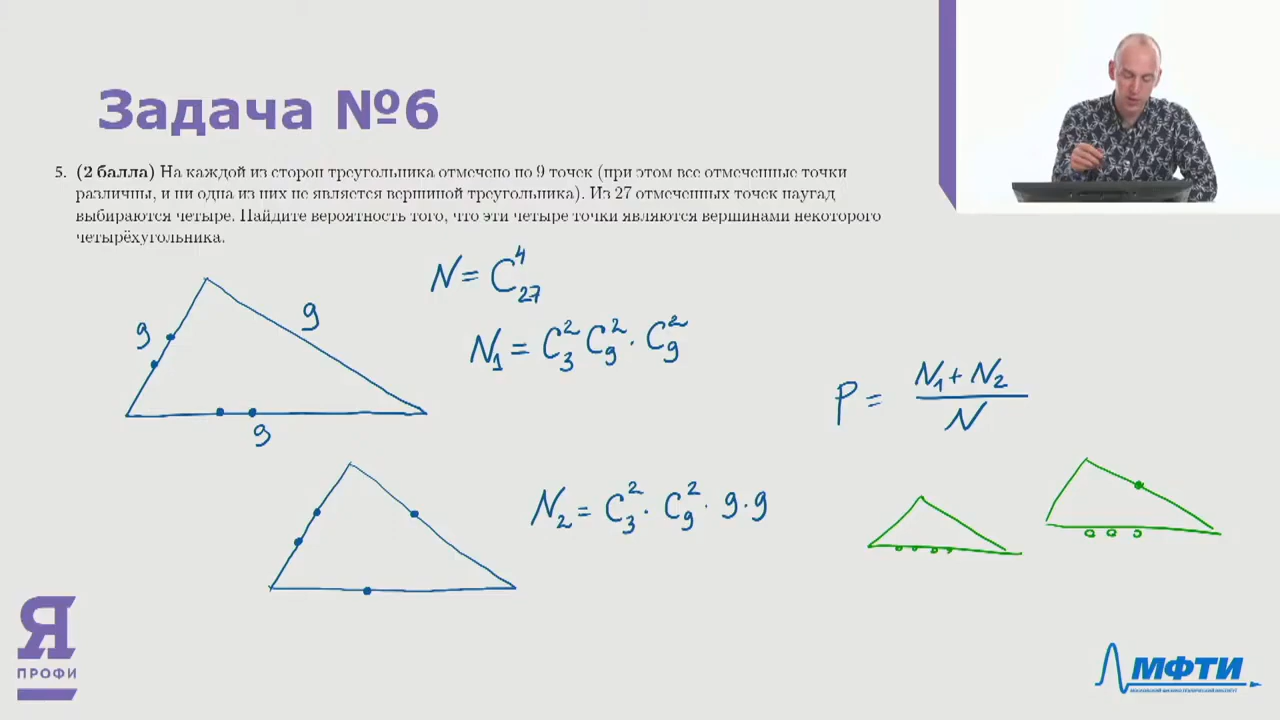 Задача №6
5. (2 балла) На каждой из сторон треугольника отмечено по 9 точек (при этом все отмеченные точки
различны, и ни одна из них не является вершиной треугольника). Из 27 отмеченных точек наугад
выбираются четыре. Найдите вероятность того, что эти четыре точки являются вершинами некоторого
четырёхугольника.
N = C⁴₂₇
9
9
9
N₁ = C²₃ C²₉ · C²₉
P = (N₁ + N₂) / N
N₂ = C²₃ · C²₉ · 9 · 9
Я
ПРОФИ
МФТИ